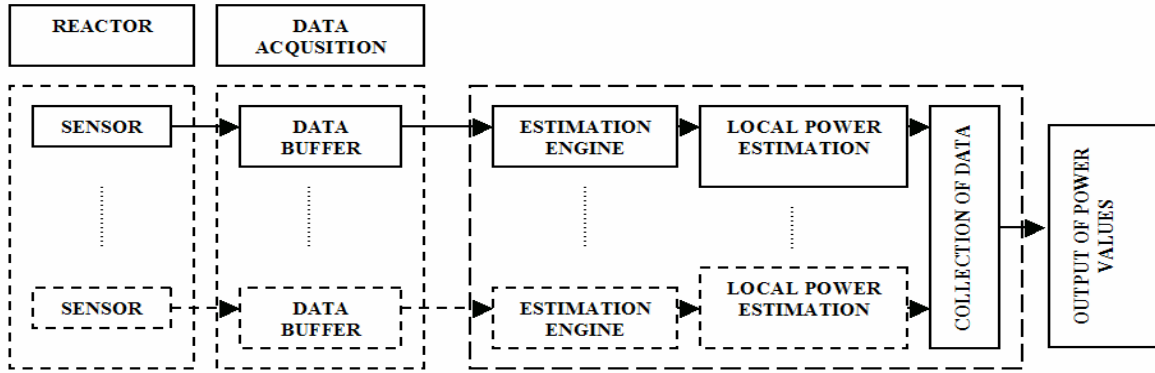 REACTOR
DATA
ACQUSITION
SENSOR
DATA
BUFFER
ESTIMATION
ENGINE
LOCAL POWER
ESTIMATION
COLLECTION OF DATA
OUTPUT OF POWER
VALUES
SENSOR
DATA
BUFFER
ESTIMATION
ENGINE
LOCAL POWER
ESTIMATION